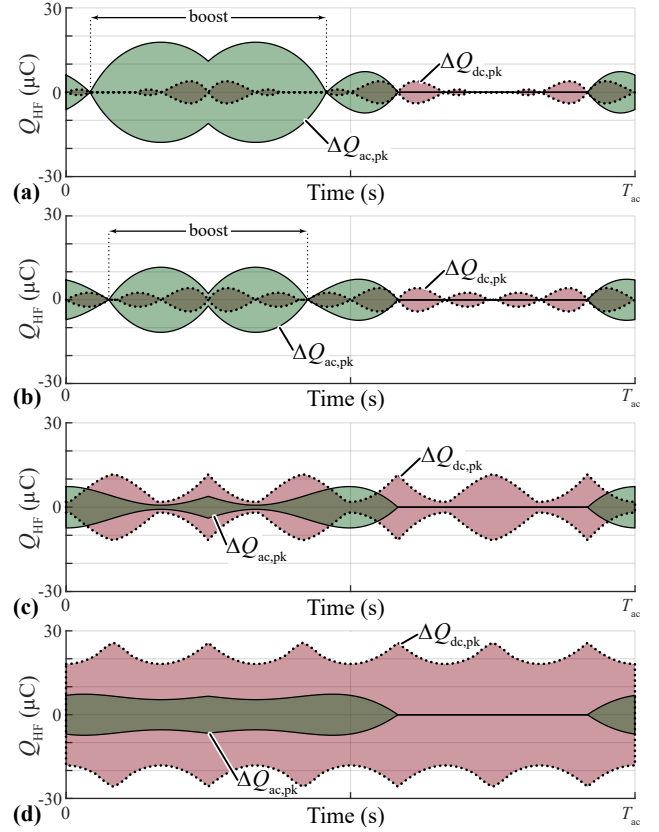 30
boost
ΔQdc,pk
QHF (μC)
0
ΔQac,pk
-30
(a)
0
Time (s)
Tac
30
boost
ΔQdc,pk
QHF (μC)
0
ΔQac,pk
-30
(b)
0
Time (s)
Tac
30
ΔQdc,pk
QHF (μC)
0
ΔQac,pk
-30
(c)
0
Time (s)
Tac
30
ΔQdc,pk
QHF (μC)
0
ΔQac,pk
-30
(d)
0
Time (s)
Tac